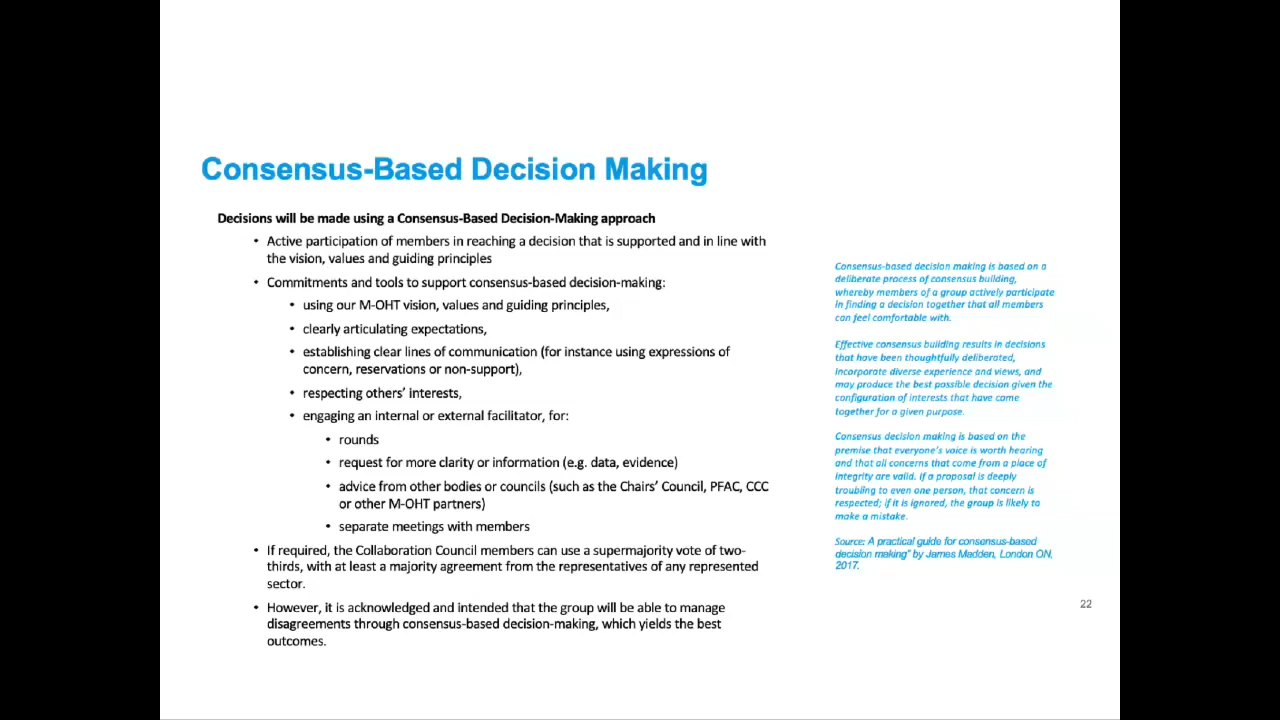 Consensus-Based Decision Making
Decisions will be made using a Consensus-Based Decision-Making approach
• Active participation of members in reaching a decision that is supported and in line with
the vision, values and guiding principles
• Commitments and tools to support consensus-based decision-making:
• using our M-OHT vision, values and guiding principles,
• clearly articulating expectations,
• establishing clear lines of communication (for instance using expressions of
concern, reservations or non-support),
• respecting others' interests,
• engaging an internal or external facilitator, for:
• rounds
• request for more clarity or information (e.g. data, evidence)
• advice from other bodies or councils (such as the Chairs' Council, PFAC, CCC
or other M-OHT partners)
• separate meetings with members
• If required, the Collaboration Council members can use a supermajority vote of two-
thirds, with at least a majority agreement from the representatives of any represented
sector.
• However, it is acknowledged and intended that the group will be able to manage
disagreements through consensus-based decision-making, which yields the best
outcomes.
Consensus-based decision making is based on a
deliberate process of consensus building,
whereby members of a group actively participate
in finding a decision together that all members
can feel comfortable with.
Effective consensus building results in decisions
that have been thoughtfully deliberated,
incorporate diverse experience and views, and
may produce the best possible decision given the
configuration of interests that have come
together for a given purpose.
Consensus decision making is based on the
premise that everyone's voice is worth hearing
and that all concerns that come from a place of
integrity are valid. If a proposal is deeply
troubling to even one person, that concern is
respected; if it is ignored, the group is likely to
make a mistake.
Source: A practical guide for consensus-based
decision making" by James Madden, London ON,
2017.
22